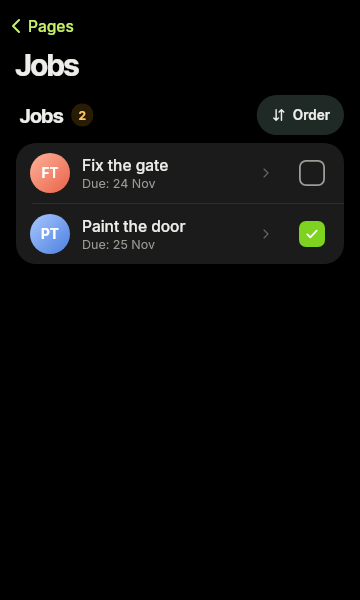 Pages
Jobs
Jobs 2
Order
FT
Fix the gate
Due: 24 Nov
PT
Paint the door
Due: 25 Nov